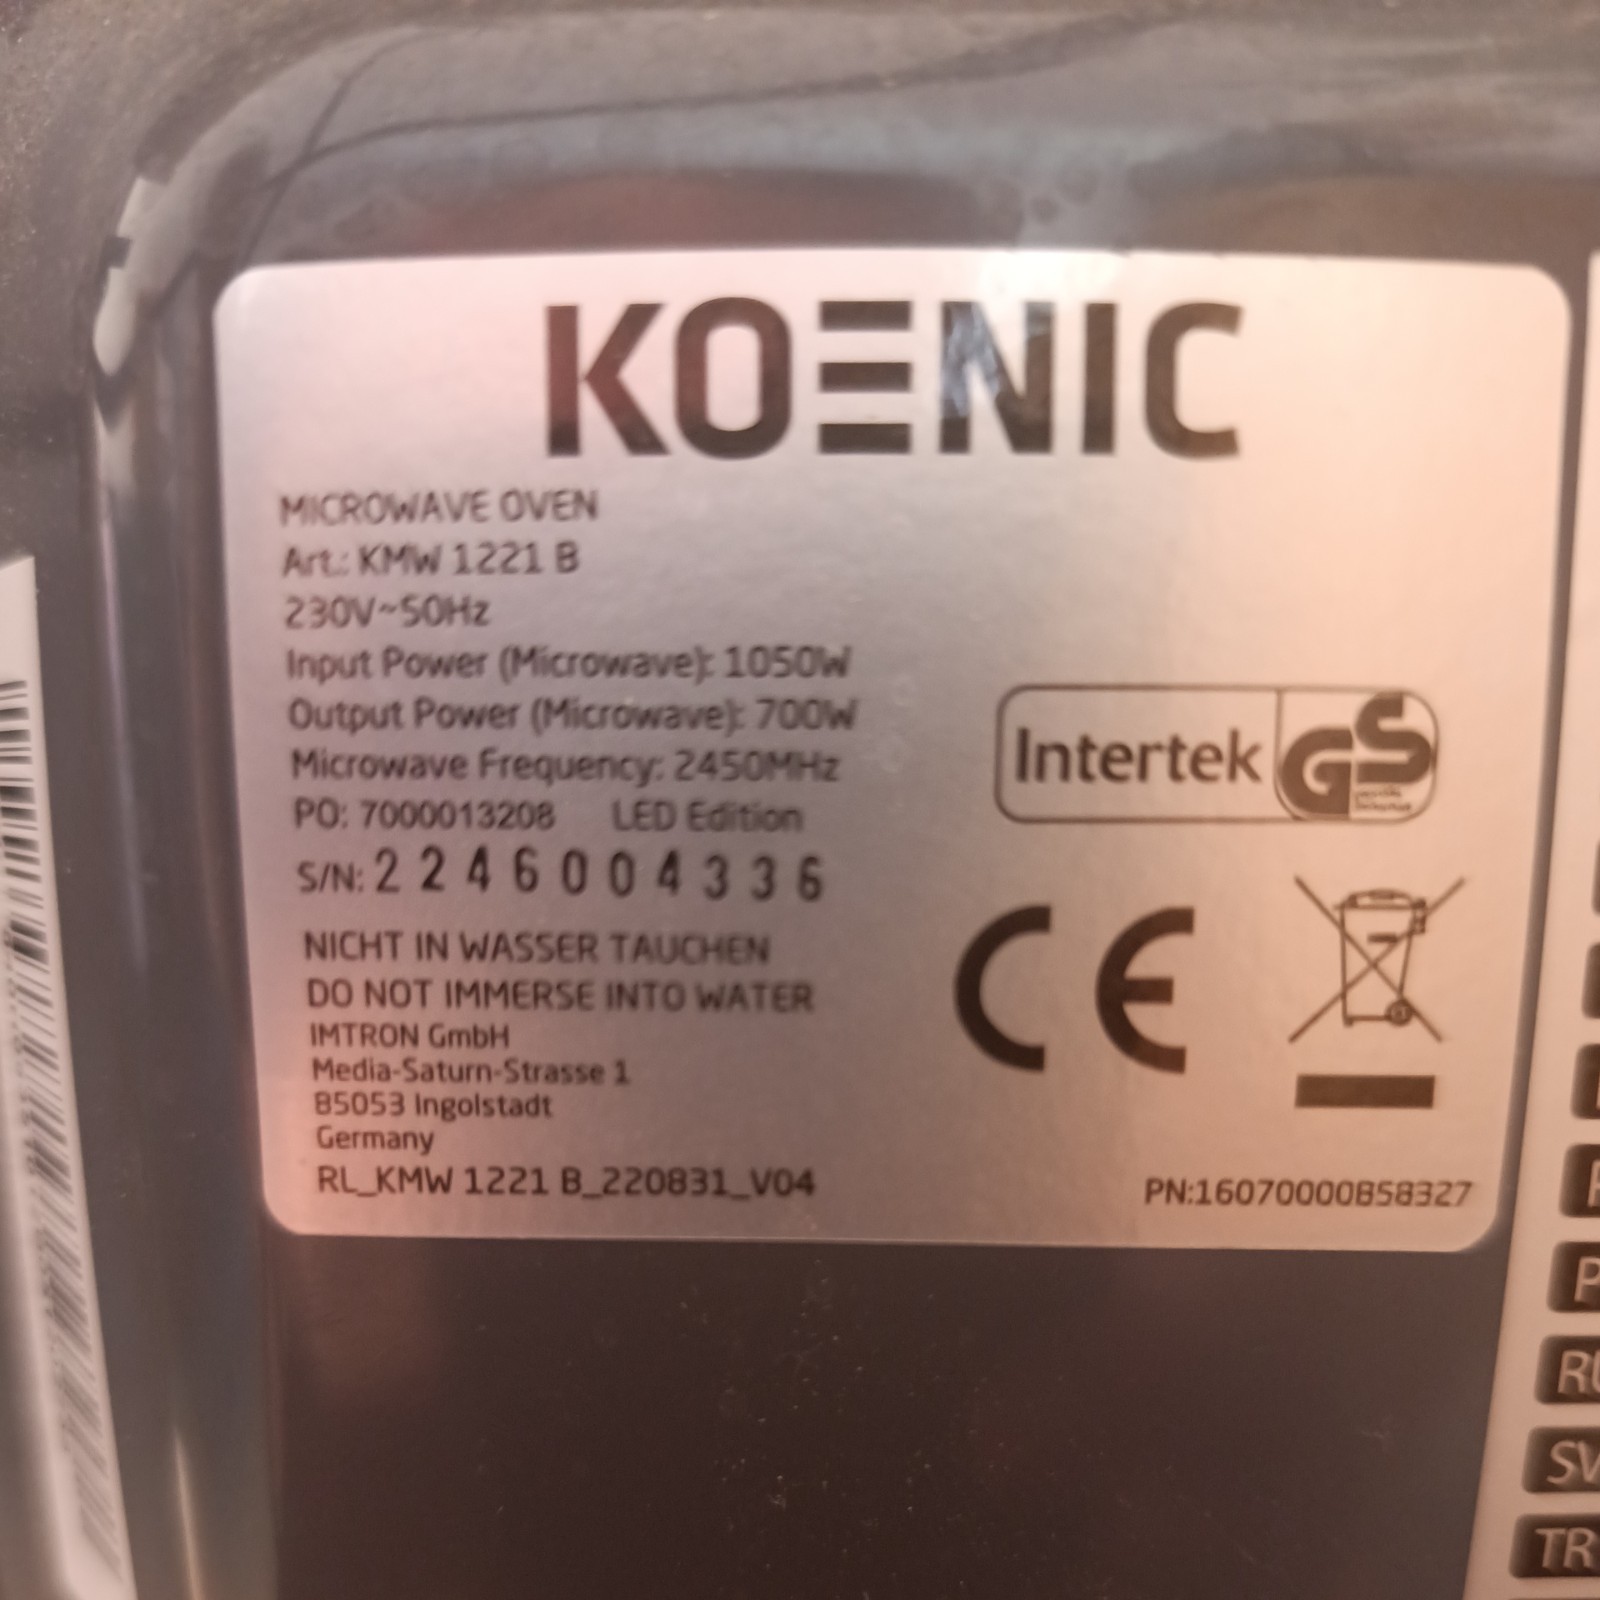 KOENIC
MICROWAVE OVEN
Art.: KMW 1221 B
230V~50Hz
Input Power (Microwave): 1050W
Output Power (Microwave): 700W
Microwave Frequency: 2450MHz
PO: 7000013208 LED Edition
S/N: 2246004336
NICHT IN WASSER TAUCHEN
DO NOT IMMERSE INTO WATER
IMTRON GmbH
Media-Saturn-Strasse 1
85053 Ingolstadt
Germany
RL_KMW 1221 B_220831_V04
Intertek GS
CE
PN:16070000B58327
SV
TR